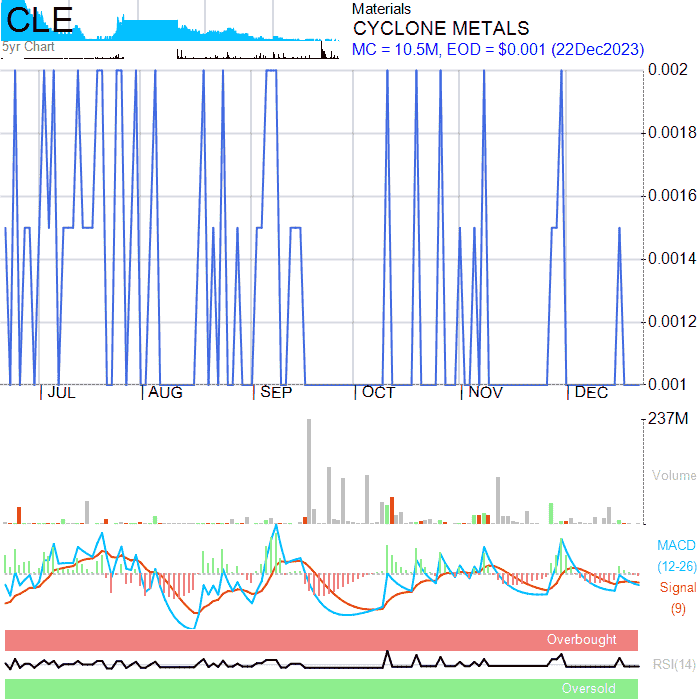 CLE
5yr Chart
Materials
CYCLONE METALS
MC = 10.5M, EOD = $0.001 (22Dec2023)
0.002
0.0018
0.0016
0.0014
0.0012
0.001
JUL AUG SEP OCT NOV DEC
237M
Volume
MACD
(12-26)
Signal
(9)
Overbought
RSI(14)
Oversold